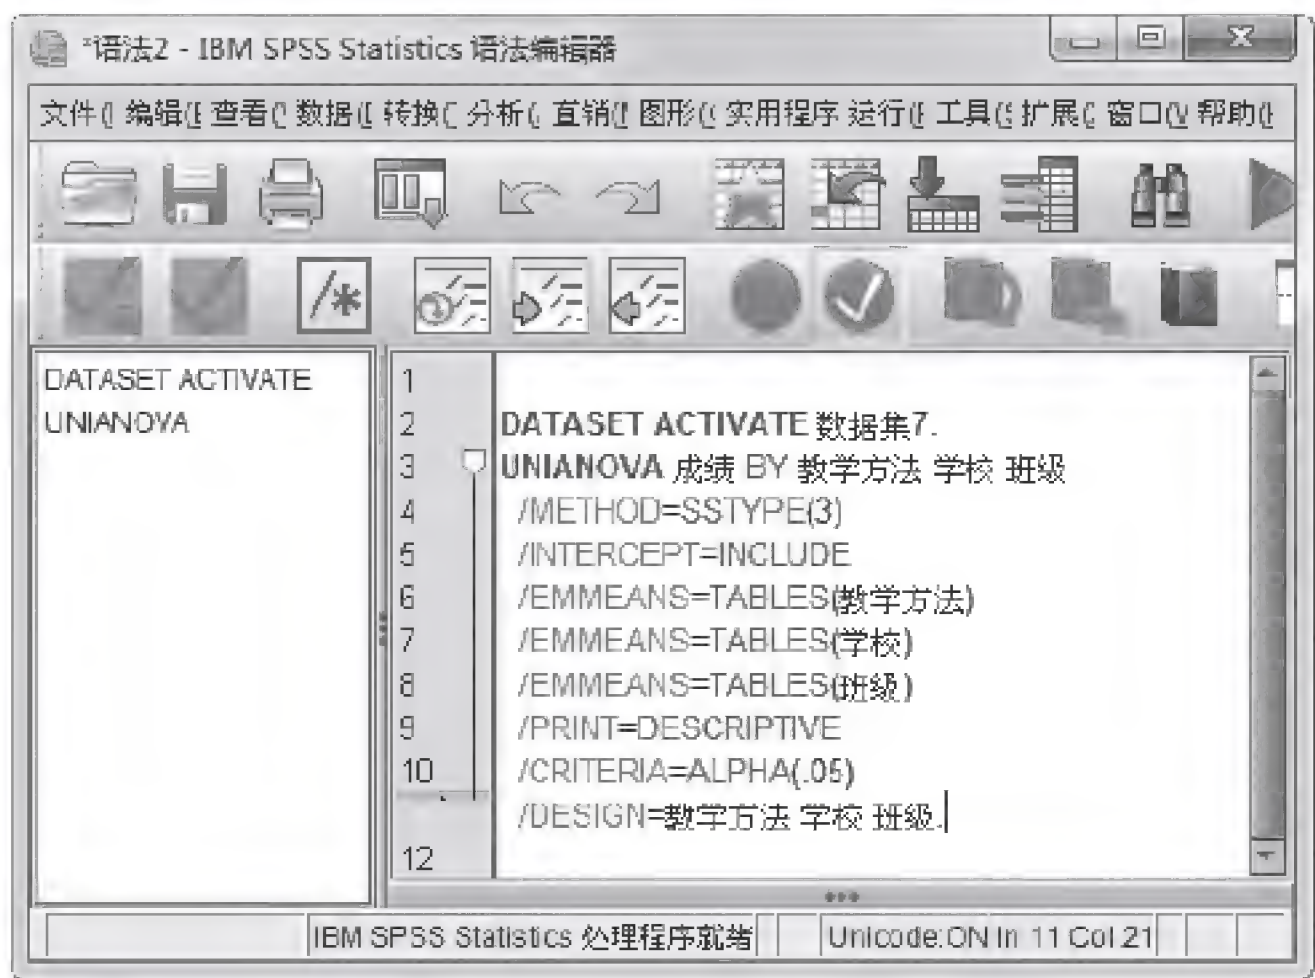 *语法2 - IBM SPSS Statistics 语法编辑器
文件( 编辑(E 查看( 数据(D 转换( 分析( 直销(M 图形( 实用程序 运行( 工具(S 扩展( 窗口(W 帮助(
/*
DATASET ACTIVATE
UNIANOVA
1
2 DATASET ACTIVATE 数据集7.
3 UNIANOVA 成绩 BY 教学方法 学校 班级
4 /METHOD=SSTYPE(3)
5 /INTERCEPT=INCLUDE
6 /EMMEANS=TABLES(教学方法)
7 /EMMEANS=TABLES(学校)
8 /EMMEANS=TABLES(班级)
9 /PRINT=DESCRIPTIVE
10 /CRITERIA=ALPHA(.05)
/DESIGN=教学方法 学校 班级.
12
IBM SPSS Statistics 处理程序就绪 Unicode:ON In 11 Col 21